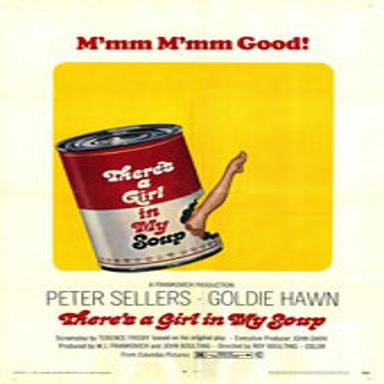 M'mm M'mm Good!
There's
a
Girl
in
My
Soup
A FRANKOVICH PRODUCTION
PETER SELLERS · GOLDIE HAWN
There's a Girl in My Soup
Screenplay by TERENCE FRISBY based on his original play · Executive Producer JOHN DARK
Produced by M.J. FRANKOVICH and JOHN BOULTING · Directed by ROY BOULTING · COLOR
From Columbia Pictures